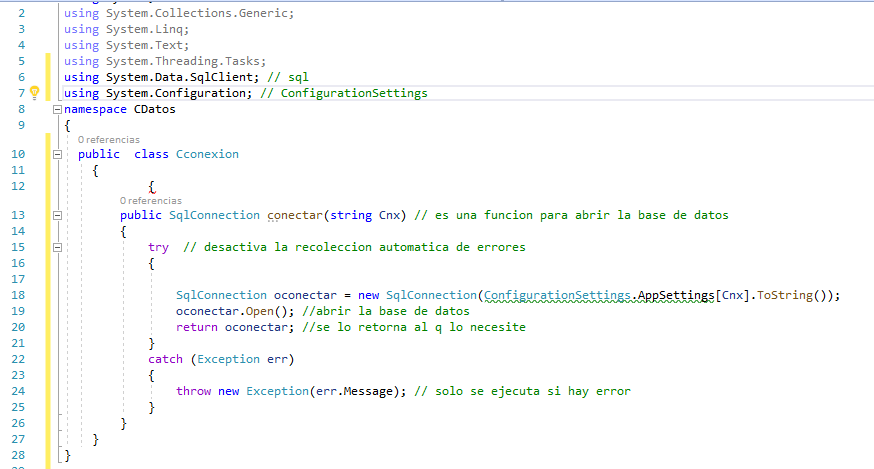 2 using System.Collections.Generic;
3 using System.Linq;
4 using System.Text;
5 using System.Threading.Tasks;
6 using System.Data.SqlClient; // sql
7 using System.Configuration; // ConfigurationSettings
8 namespace CDatos
9 {
0 referencias
10 public  class Cconexion
11 {
12 {
0 referencias
13 public SqlConnection conectar(string Cnx) // es una funcion para abrir la base de datos
14 {
15 try  // desactiva la recoleccion automatica de errores
16 {
17
18 SqlConnection oconectar = new SqlConnection(ConfigurationSettings.AppSettings[Cnx].ToString());
19 oconectar.Open(); //abrir la base de datos
20 return oconectar; //se lo retorna al q lo necesite
21 }
22 catch (Exception err)
23 {
24 throw new Exception(err.Message); // solo se ejecuta si hay error
25 }
26 }
27 }
28 }